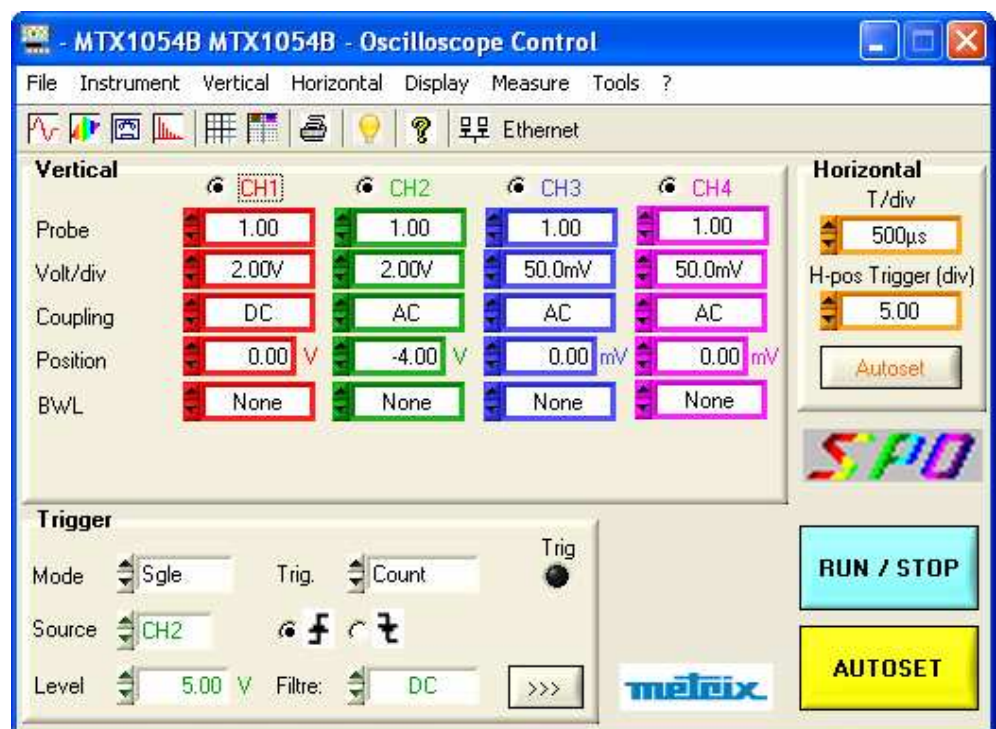 - MTX1054B MTX1054B - Oscilloscope Control
File Instrument Vertical Horizontal Display Measure Tools ?
Ethernet
Vertical
CH1 CH2 CH3 CH4
Probe 1.00 1.00 1.00 1.00
Volt/div 2.00V 2.00V 50.0mV 50.0mV
Coupling DC AC AC AC
Position 0.00 V -4.00 V 0.00 mV 0.00 mV
BWL None None None None
Horizontal
T/div
500µs
H-pos Trigger (div)
5.00
Autoset
SPO
Trigger
Mode Sgle Trig. Count Trig
Source CH2
Level 5.00 V Filtre: DC >>>
metrix
RUN / STOP
AUTOSET